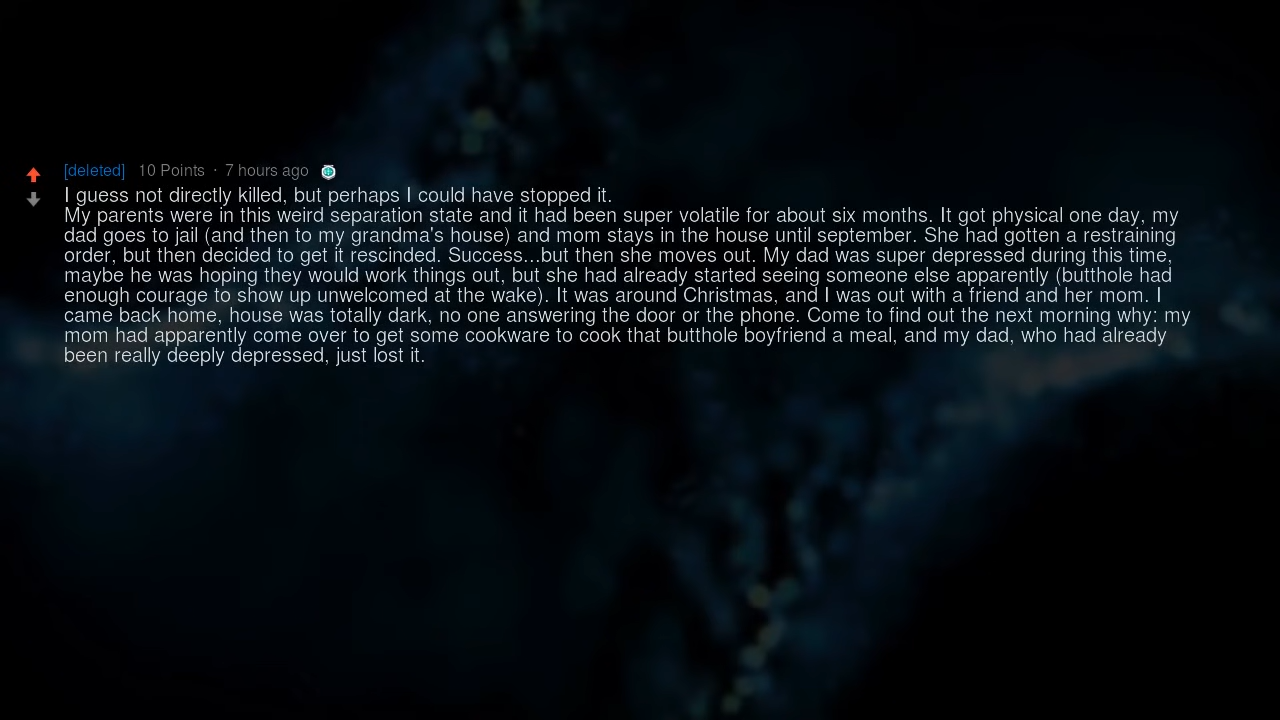 [deleted] 10 Points · 7 hours ago
I guess not directly killed, but perhaps I could have stopped it.
My parents were in this weird separation state and it had been super volatile for about six months. It got physical one day, my
dad goes to jail (and then to my grandma's house) and mom stays in the house until september. She had gotten a restraining
order, but then decided to get it rescinded. Success...but then she moves out. My dad was super depressed during this time,
maybe he was hoping they would work things out, but she had already started seeing someone else apparently (butthole had
enough courage to show up unwelcomed at the wake). It was around Christmas, and I was out with a friend and her mom. I
came back home, house was totally dark, no one answering the door or the phone. Come to find out the next morning why: my
mom had apparently come over to get some cookware to cook that butthole boyfriend a meal, and my dad, who had already
been really deeply depressed, just lost it.